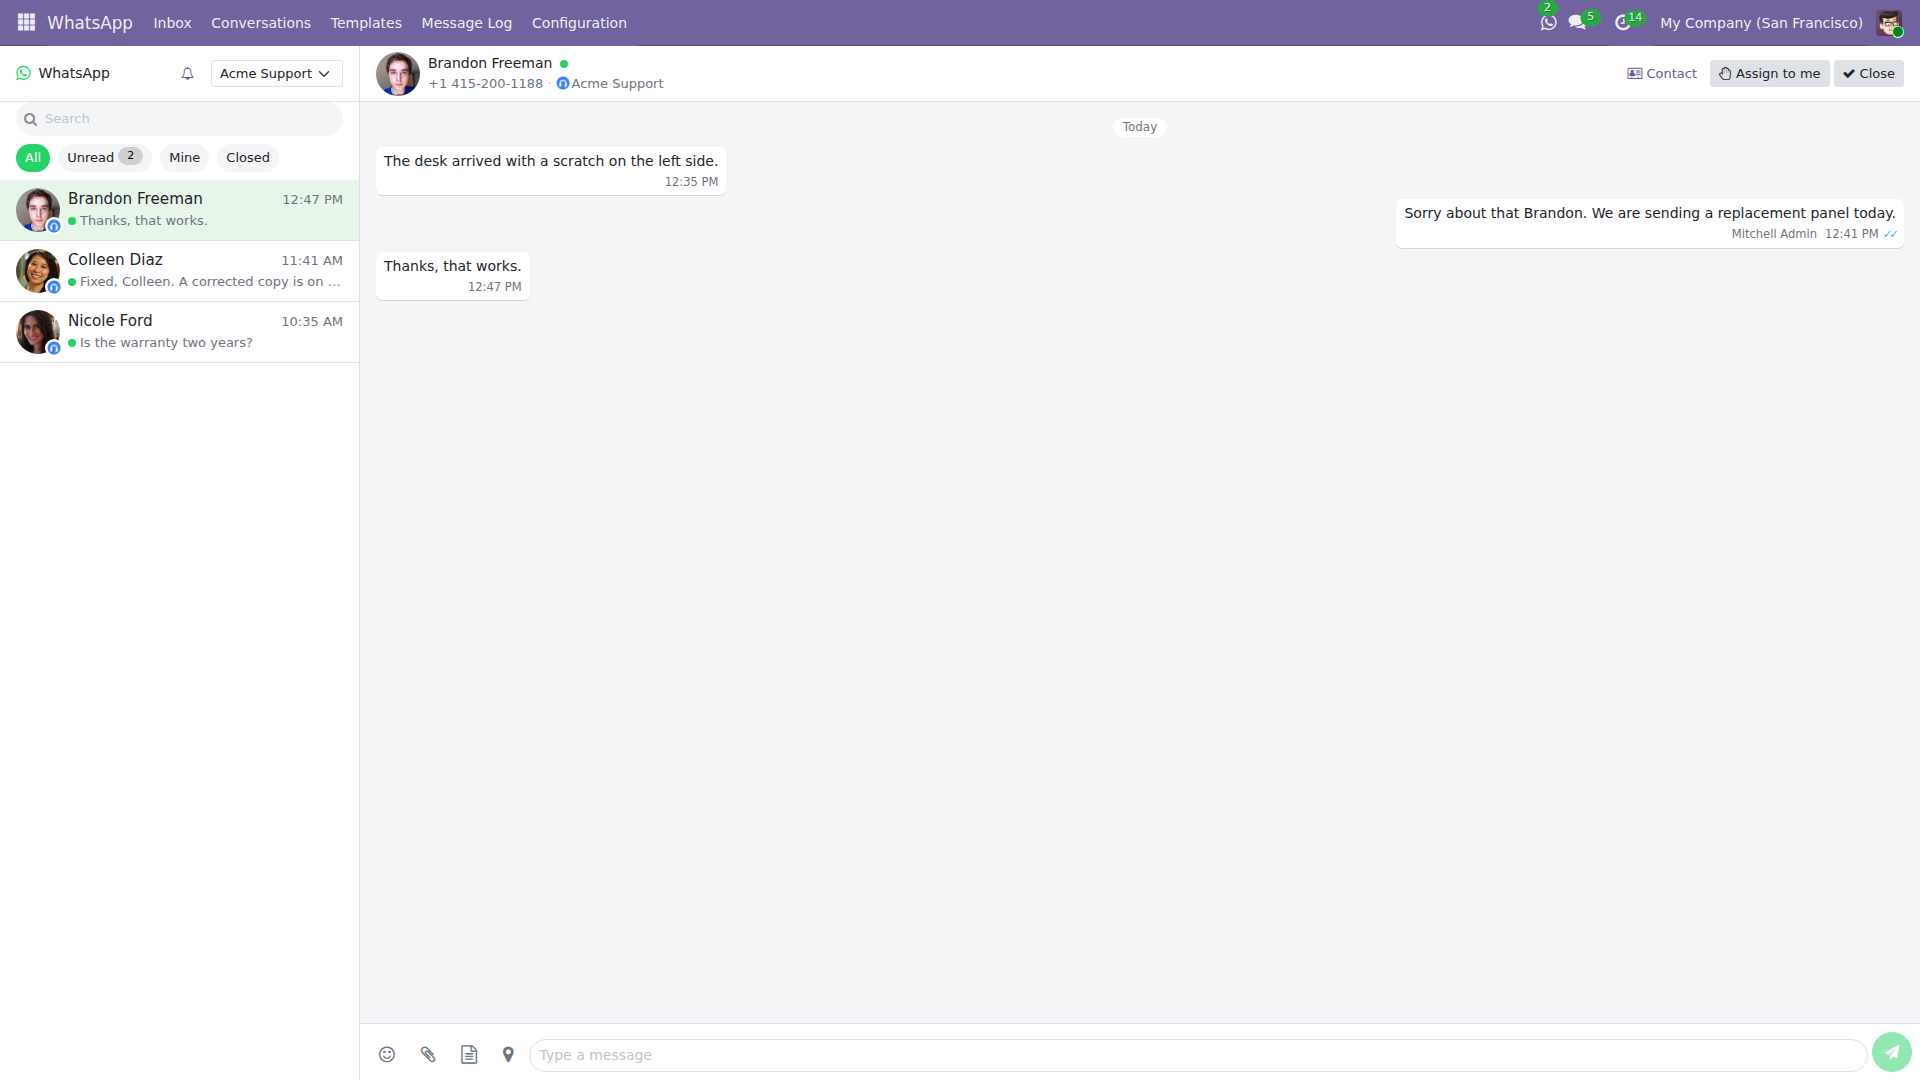 WhatsApp Inbox Conversations Templates Message Log Configuration 2 5 14 My Company (San Francisco)
WhatsApp Acme Support
Search
All Unread 2 Mine Closed
Brandon Freeman 12:47 PM
Thanks, that works.
Colleen Diaz 11:41 AM
Fixed, Colleen. A corrected copy is on ...
Nicole Ford 10:35 AM
Is the warranty two years?
Brandon Freeman
+1 415-200-1188 · Acme Support
Contact Assign to me Close
Today
The desk arrived with a scratch on the left side.
12:35 PM
Sorry about that Brandon. We are sending a replacement panel today.
Mitchell Admin 12:41 PM
Thanks, that works.
12:47 PM
Type a message